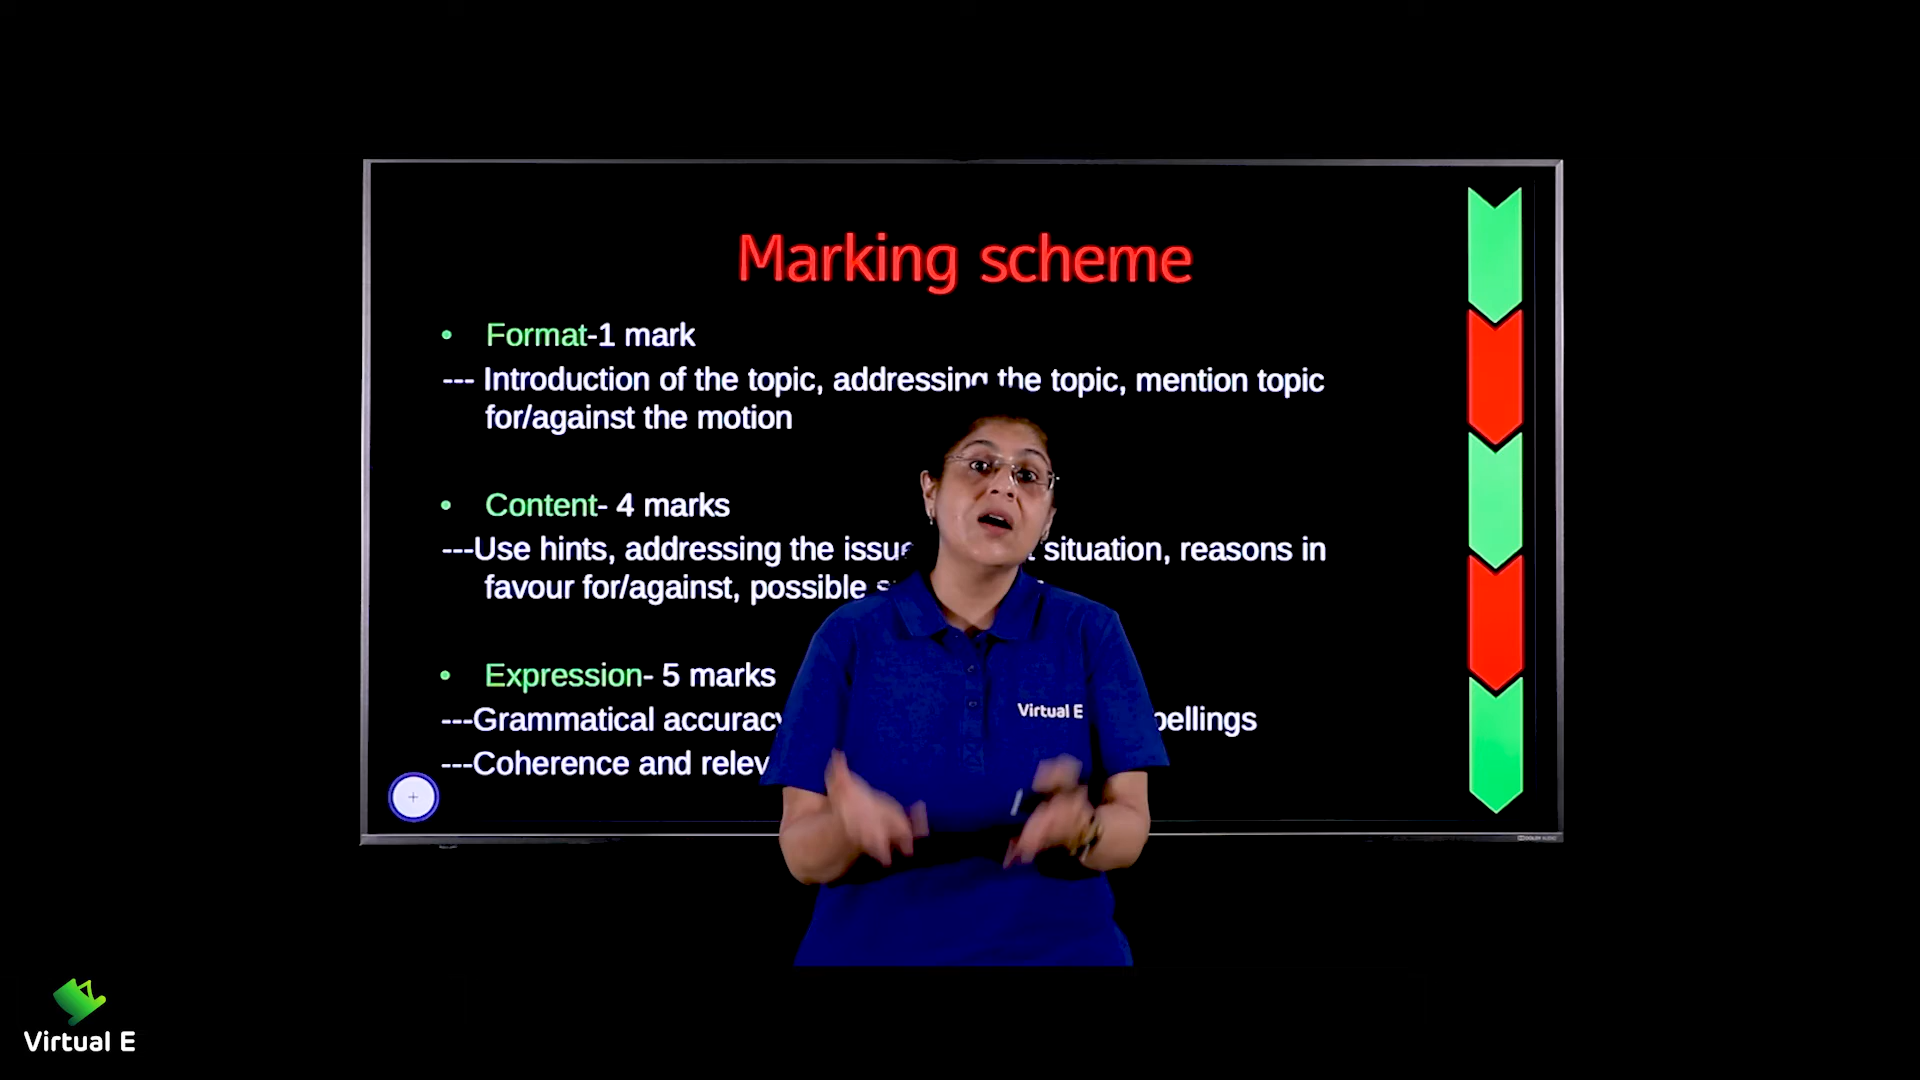 Marking scheme
• Format-1 mark
--- Introduction of the topic, addressing the topic, mention topic
for/against the motion
• Content- 4 marks
---Use hints, addressing the issue situation, reasons in
favour for/against, possible
• Expression- 5 marks
---Grammatical accuracy
---Coherence and
Virtual E
Virtual E